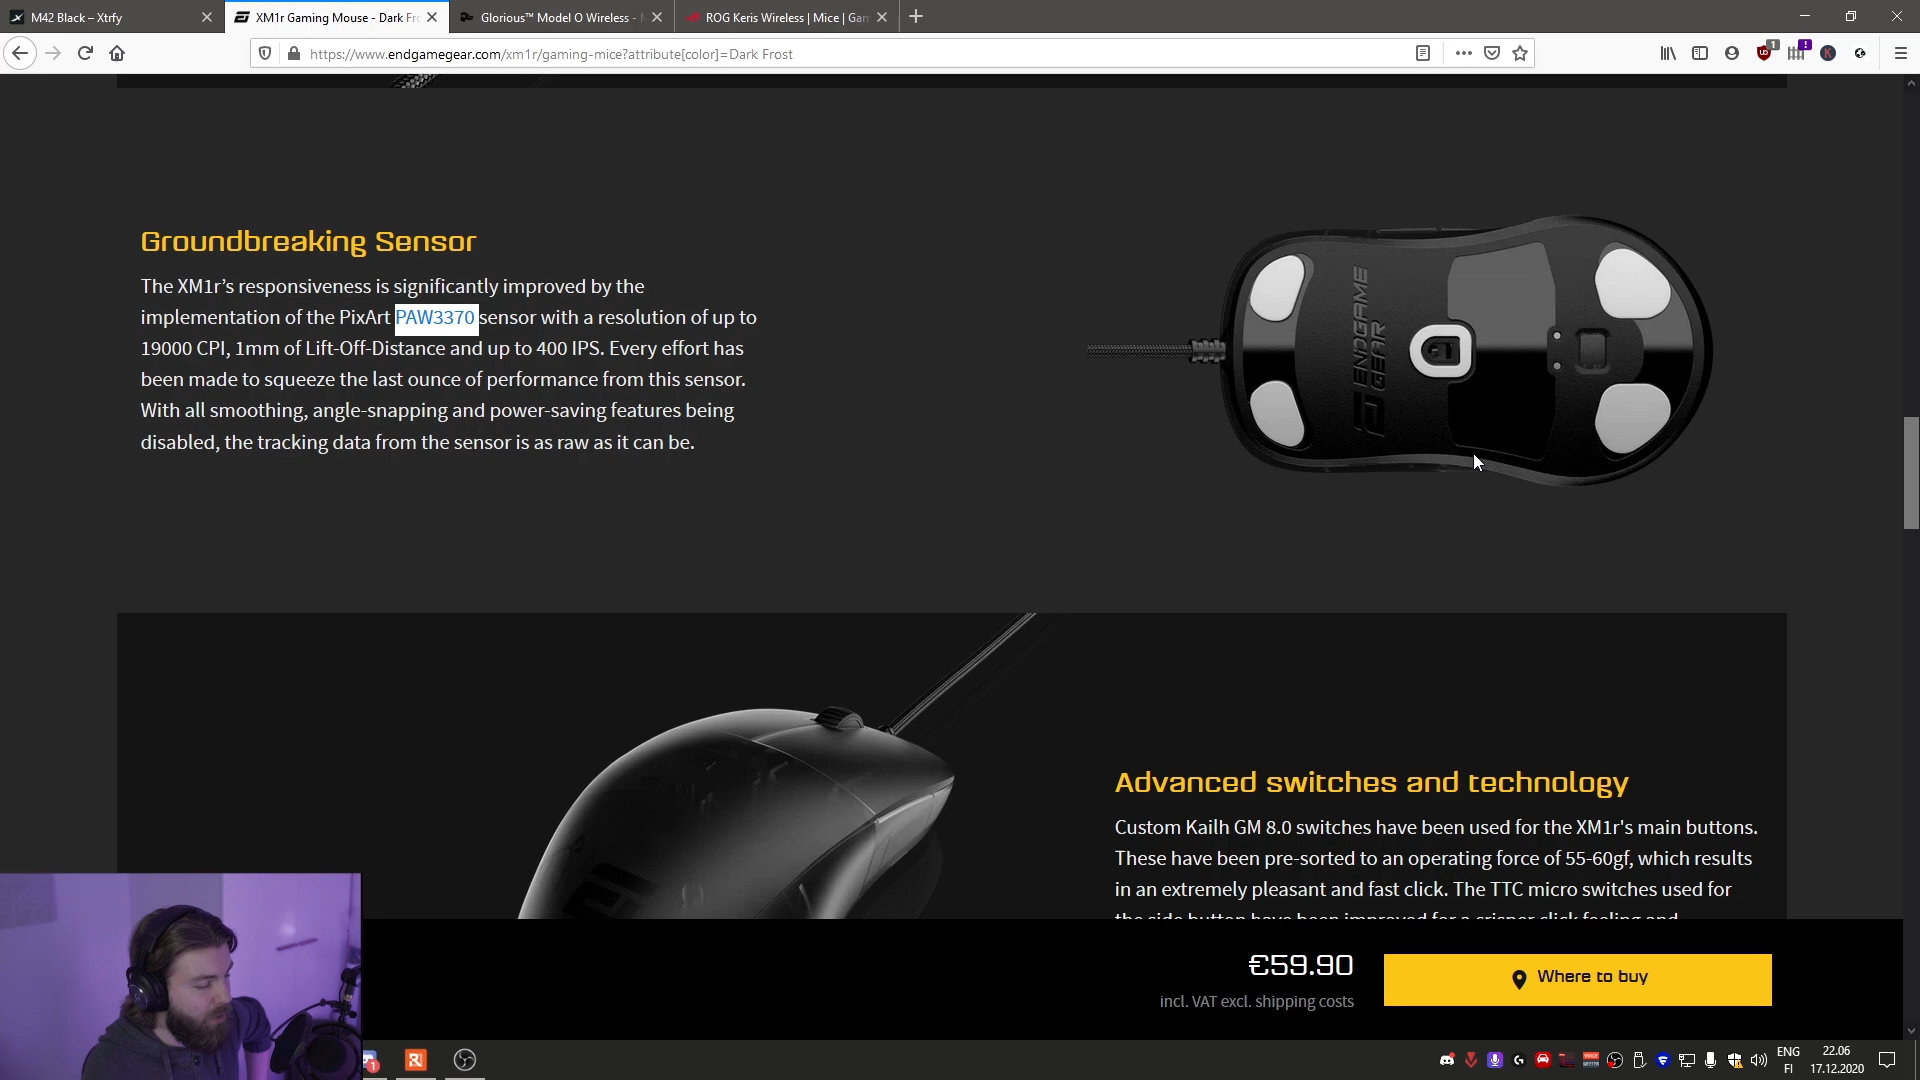 M42 Black – Xtrfy
XM1r Gaming Mouse - Dark Fr
Glorious™ Model O Wireless -
ROG Keris Wireless | Mice | Gam
https://www.endgamegear.com/xm1r/gaming-mice?attribute[color]=Dark Frost
1
!
K
Groundbreaking Sensor
The XM1r’s responsiveness is significantly improved by the
implementation of the PixArt PAW3370 sensor with a resolution of up to
19000 CPI, 1mm of Lift-Off-Distance and up to 400 IPS. Every effort has
been made to squeeze the last ounce of performance from this sensor.
With all smoothing, angle-snapping and power-saving features being
disabled, the tracking data from the sensor is as raw as it can be.
ENDGAME
GEAR
Advanced switches and technology
Custom Kailh GM 8.0 switches have been used for the XM1r's main buttons.
These have been pre-sorted to an operating force of 55-60gf, which results
in an extremely pleasant and fast click. The TTC micro switches used for
the side button have been improved for a crisper click feeling and
€59.90
incl. VAT excl. shipping costs
Where to buy
1
ENG
FI
22.06
17.12.2020